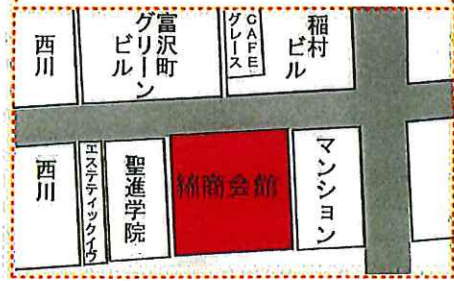 西川
富沢町
グリーン
ビル
CAFE
グレース
稲村
ビル
西川
エステティックイヴ
聖進学院
綿商会館
マンション